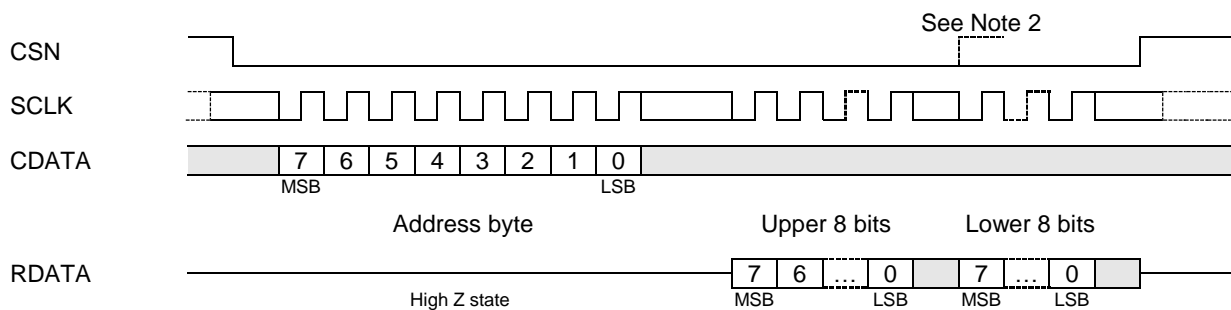 See Note 2
CSN
SCLK
CDATA 7 6 5 4 3 2 1 0
MSB LSB
Address byte Upper 8 bits Lower 8 bits
RDATA 7 6 … 0 7 … 0
High Z state MSB LSB MSB LSB